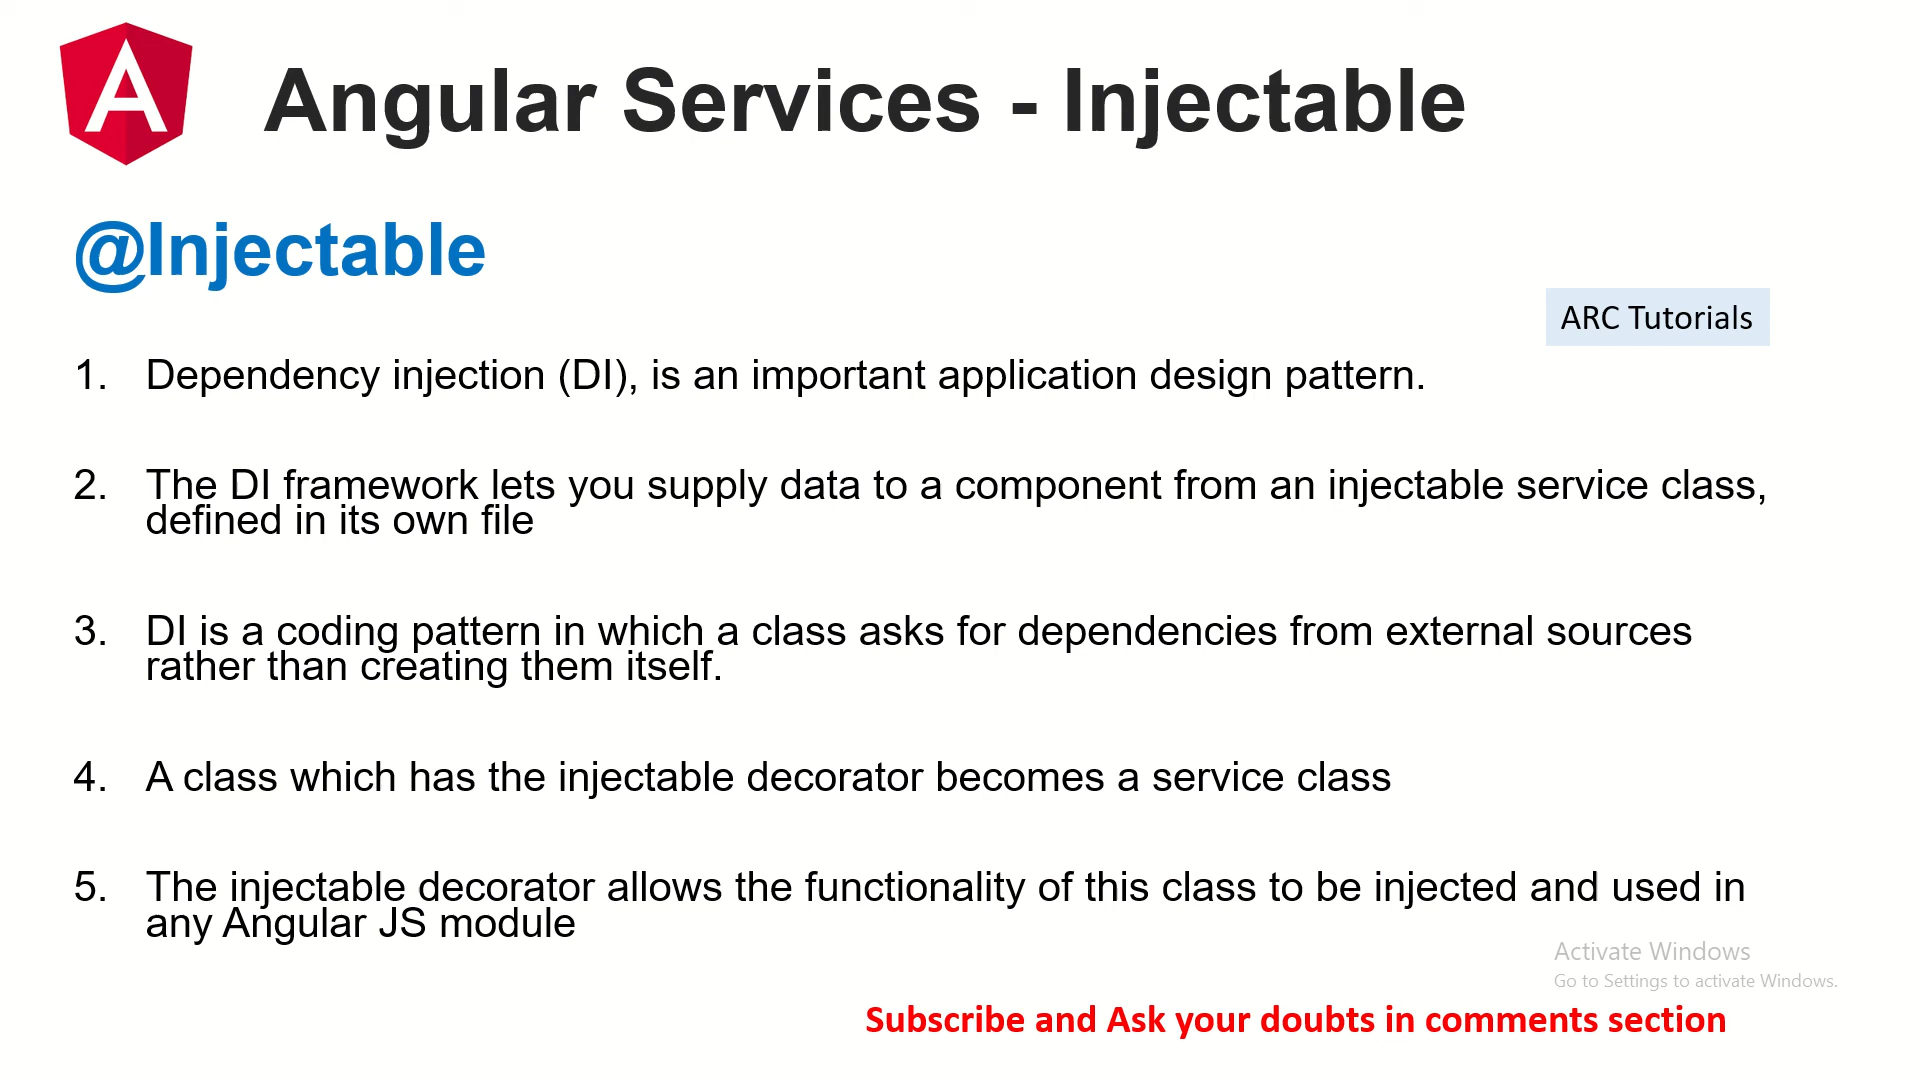 Angular Services - Injectable
@Injectable
ARC Tutorials
1. Dependency injection (DI), is an important application design pattern.
2. The DI framework lets you supply data to a component from an injectable service class,
defined in its own file
3. DI is a coding pattern in which a class asks for dependencies from external sources
rather than creating them itself.
4. A class which has the injectable decorator becomes a service class
5. The injectable decorator allows the functionality of this class to be injected and used in
any Angular JS module
Activate Windows
Go to Settings to activate Windows.
Subscribe and Ask your doubts in comments section